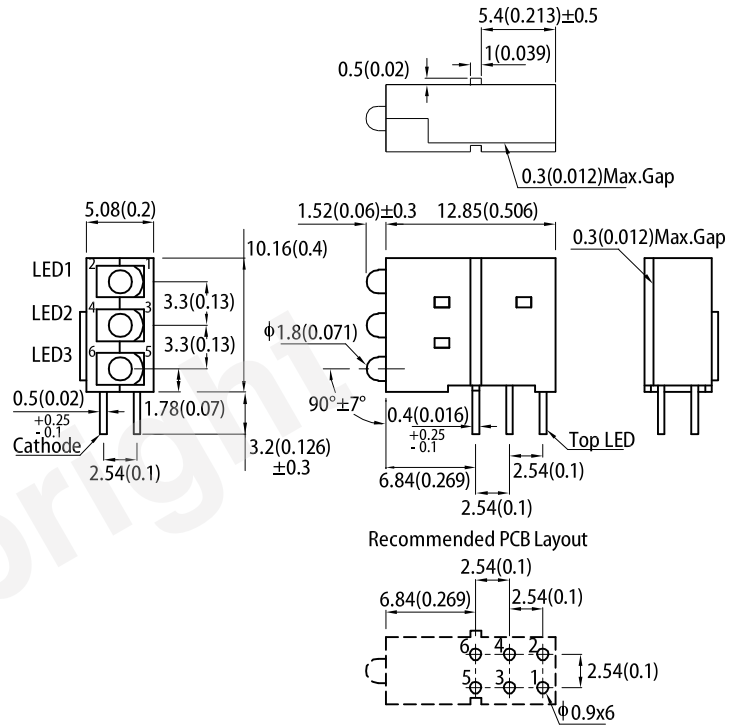 5.4(0.213)±0.5
1(0.039)
0.5(0.02)
0.3(0.012)Max.Gap
5.08(0.2)
1.52(0.06)±0.3
12.85(0.506)
10.16(0.4)
0.3(0.012)Max.Gap
LED1
2
1
LED2
4
3
3.3(0.13)
LED3
6
5
3.3(0.13)
ϕ1.8(0.071)
0.5(0.02)
+0.25
-0.1
1.78(0.07)
90°±7°
0.4(0.016)
+0.25
-0.1
Cathode
3.2(0.126)
±0.3
Top LED
2.54(0.1)
6.84(0.269)
2.54(0.1)
2.54(0.1)
Recommended PCB Layout
2.54(0.1)
6.84(0.269)
2.54(0.1)
6 4 2
2.54(0.1)
5 3 1
ϕ0.9x6
bright